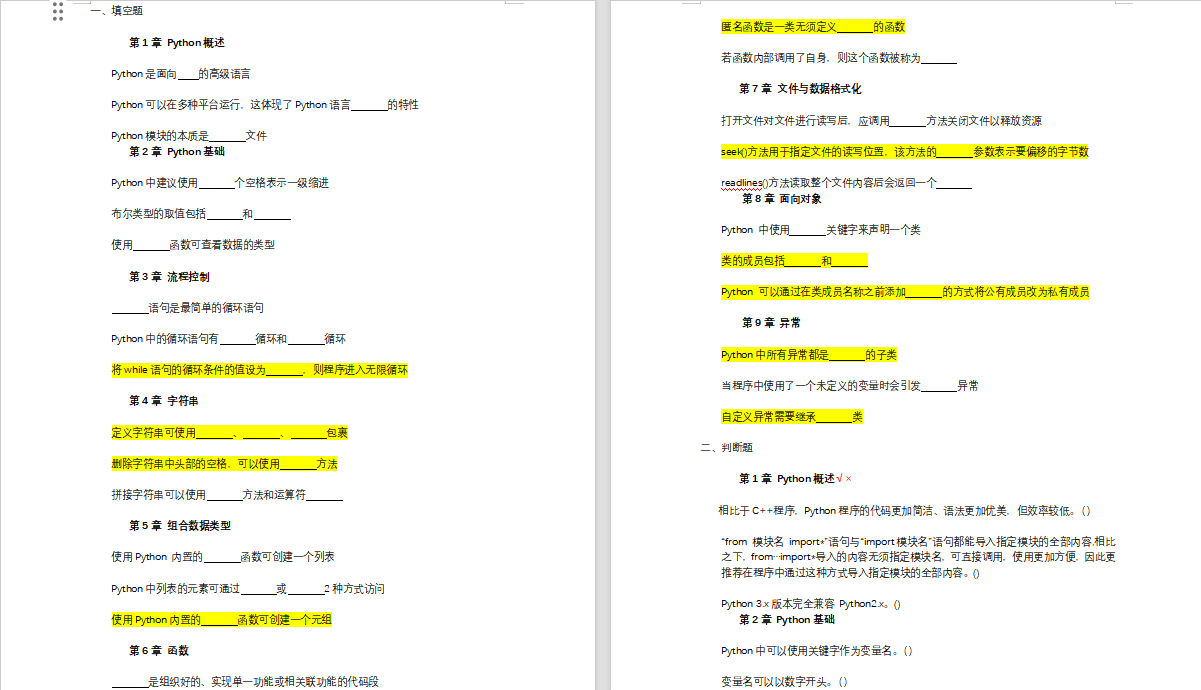 一、填空题
第 1 章 Python 概述
Python 是面向____的高级语言
Python 可以在多种平台运行，这体现了 Python 语言_______的特性
Python 模块的本质是_______文件
第 2 章 Python 基础
Python 中建议使用_______个空格表示一级缩进
布尔类型的取值包括_______和_______
使用_______函数可查看数据的类型
第 3 章 流程控制
_______语句是最简单的循环语句
Python 中的循环语句有_______循环和_______循环
将 while 语句的循环条件的值设为_______，则程序进入无限循环
第 4 章 字符串
定义字符串可使用_______、_______、_______包裹
删除字符串中头部的空格，可以使用_______方法
拼接字符串可以使用_______方法和运算符_______
第 5 章 组合数据类型
使用 Python 内置的_______函数可创建一个列表
Python 中列表的元素可通过_______或_______2 种方式访问
使用 Python 内置的_______函数可创建一个元组
第 6 章 函数
_______是组织好的、实现单一功能或相关联功能的代码段
匿名函数是一类无须定义_______的函数
若函数内部调用了自身，则这个函数被称为_______
第 7 章 文件与数据格式化
打开文件对文件进行读写后，应调用_______方法关闭文件以释放资源
seek()方法用于指定文件的读写位置，该方法的_______参数表示要偏移的字节数
readlines()方法读取整个文件内容后会返回一个_______
第 8 章 面向对象
Python 中使用_______关键字来声明一个类
类的成员包括_______和_______
Python 可以通过在类成员名称之前添加_______的方式将公有成员改为私有成员
第 9 章 异常
Python 中所有异常都是_______的子类
当程序中使用了一个未定义的变量时会引发_______异常
自定义异常需要继承_______类
二、判断题
第 1 章 Python 概述 √ ×
相比于 C++程序，Python 程序的代码更加简洁、语法更加优美，但效率较低。( )
“from 模块名 import*”语句与“import 模块名”语句都能导入指定模块的全部内容,相比
之下，from…import*导入的内容无须指定模块名，可直接调用，使用更加方便，因此更
推荐在程序中通过这种方式导入指定模块的全部内容。()
Python 3.x 版本完全兼容 Python2.x。()
第 2 章 Python 基础
Python 中可以使用关键字作为变量名。( )
变量名可以以数字开头。( )